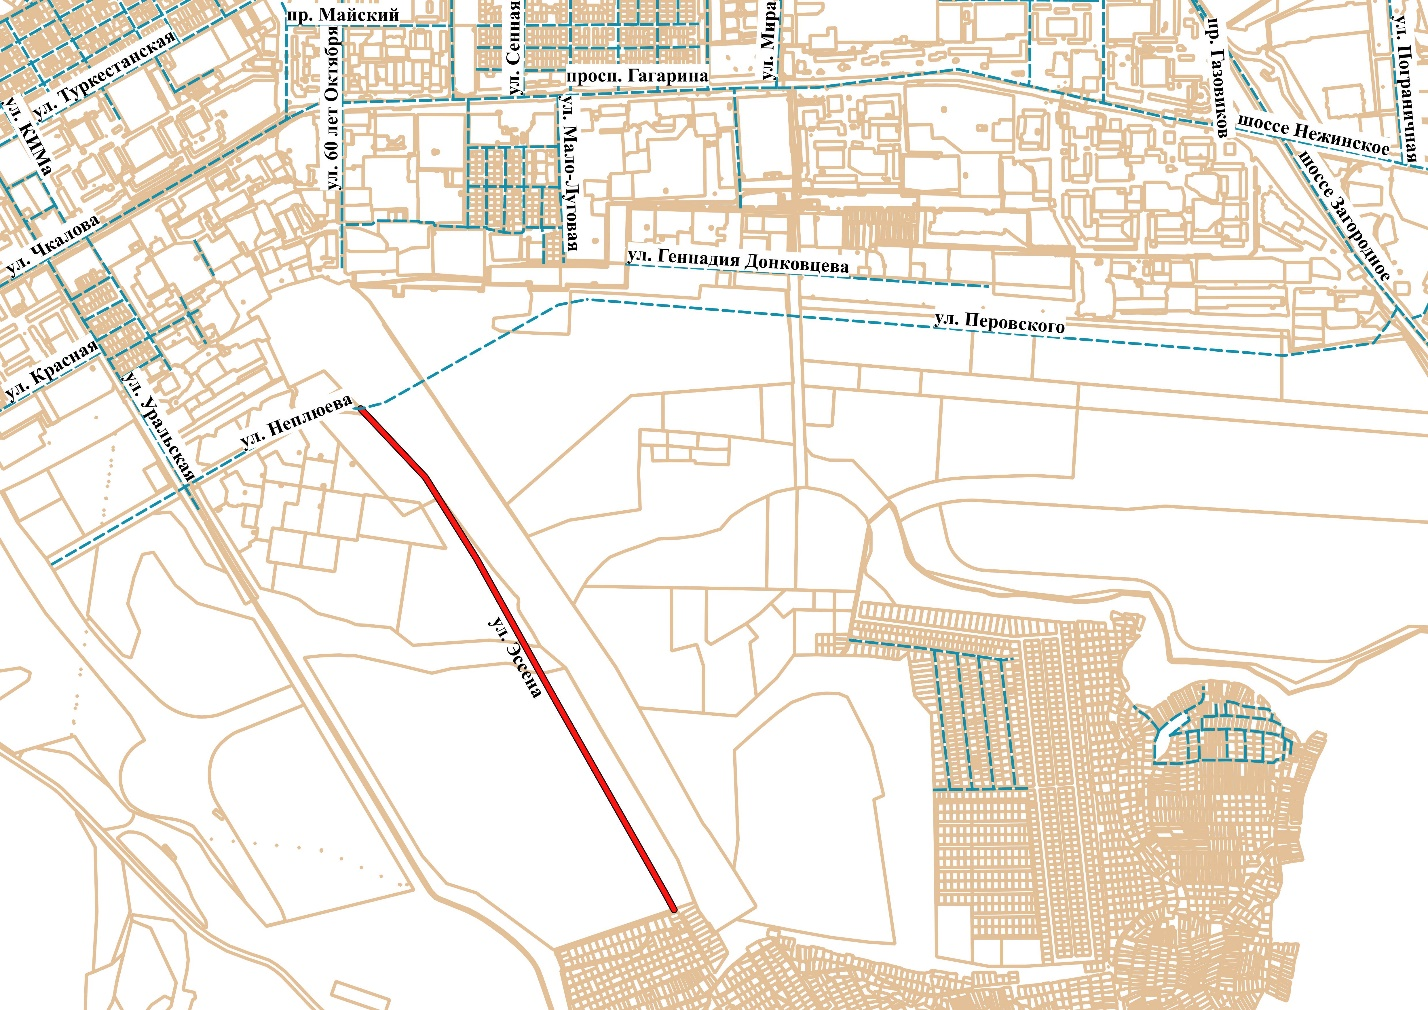 пр. Майский
ул. Сенная
ул. Мира
пр. Газовиков
ул. Пограничная
ул. Туркестанская
ул. 60 лет Октября
просп. Гагарина
ул. КИМа
ул. Мало-Луговая
шоссе Нежинское
шоссе Загородное
ул. Чкалова
ул. Геннадия Донковцева
ул. Перовского
ул. Красная
ул. Уральская
ул. Неплюева
ул. Эссена